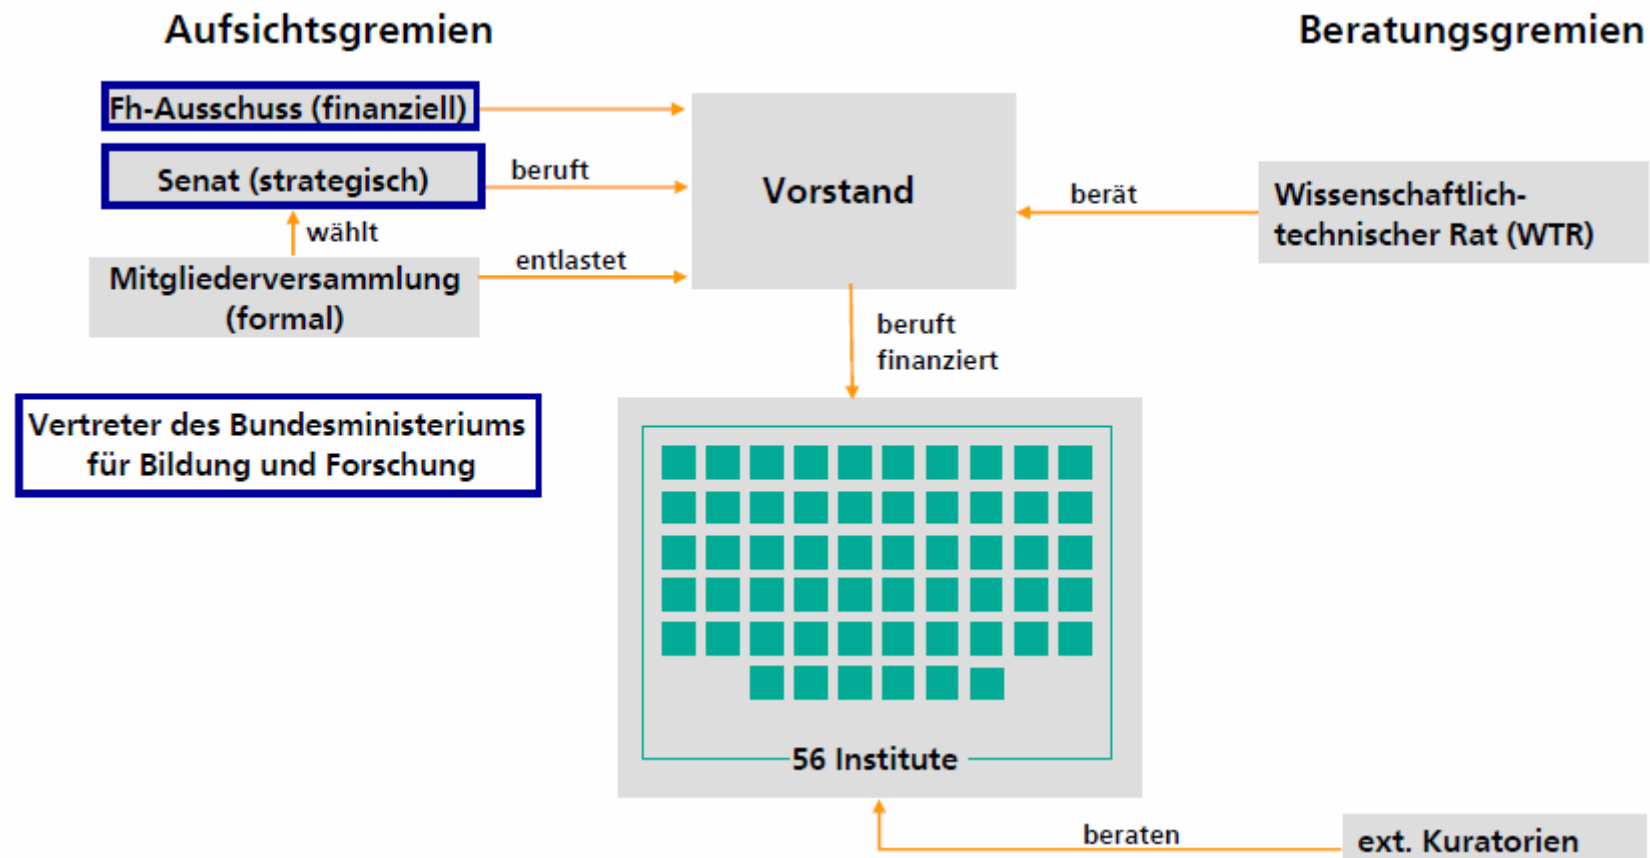 Aufsichtsgremien
Beratungsgremien
Fh-Ausschuss (finanziell)
Senat (strategisch)
beruft
wählt
Mitgliederversammlung
(formal)
entlastet
Vorstand
berät
Wissenschaftlich-
technischer Rat (WTR)
beruft
finanziert
Vertreter des Bundesministeriums
für Bildung und Forschung
56 Institute
beraten
ext. Kuratorien